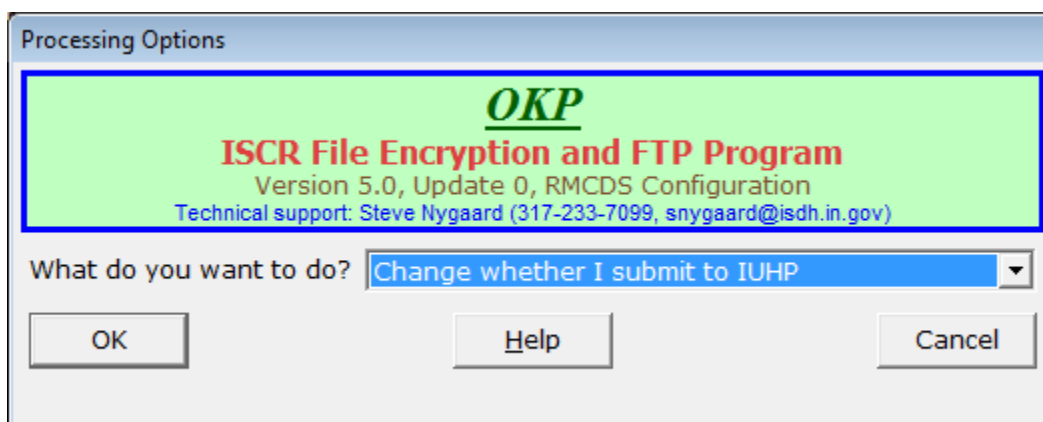 Processing Options
OKP
ISCR File Encryption and FTP Program
Version 5.0, Update 0, RMCDS Configuration
Technical support: Steve Nygaard (317-233-7099, snygaard@isdh.in.gov)
What do you want to do? Change whether I submit to IUHP
OK Help Cancel